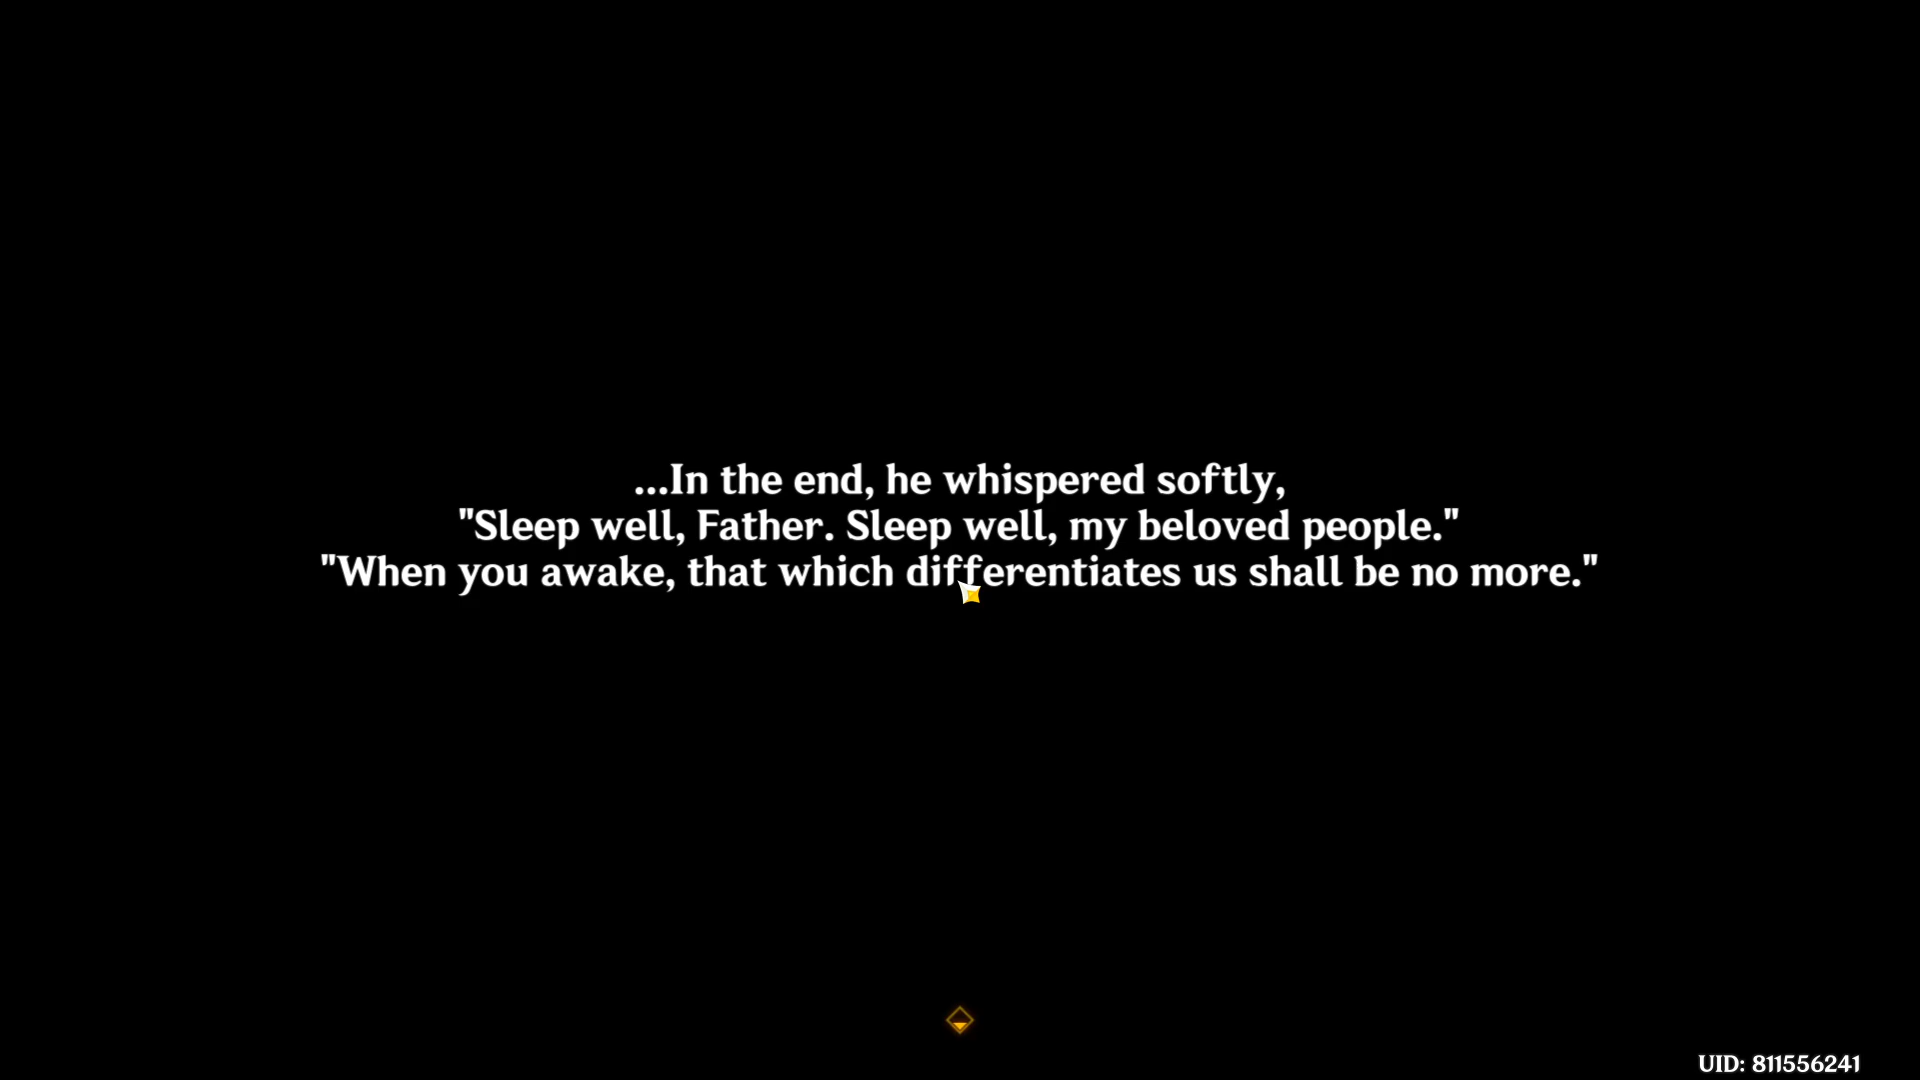 ...In the end, he whispered softly,
"Sleep well, Father. Sleep well, my beloved people."
"When you awake, that which differentiates us shall be no more."
UID: 811556241